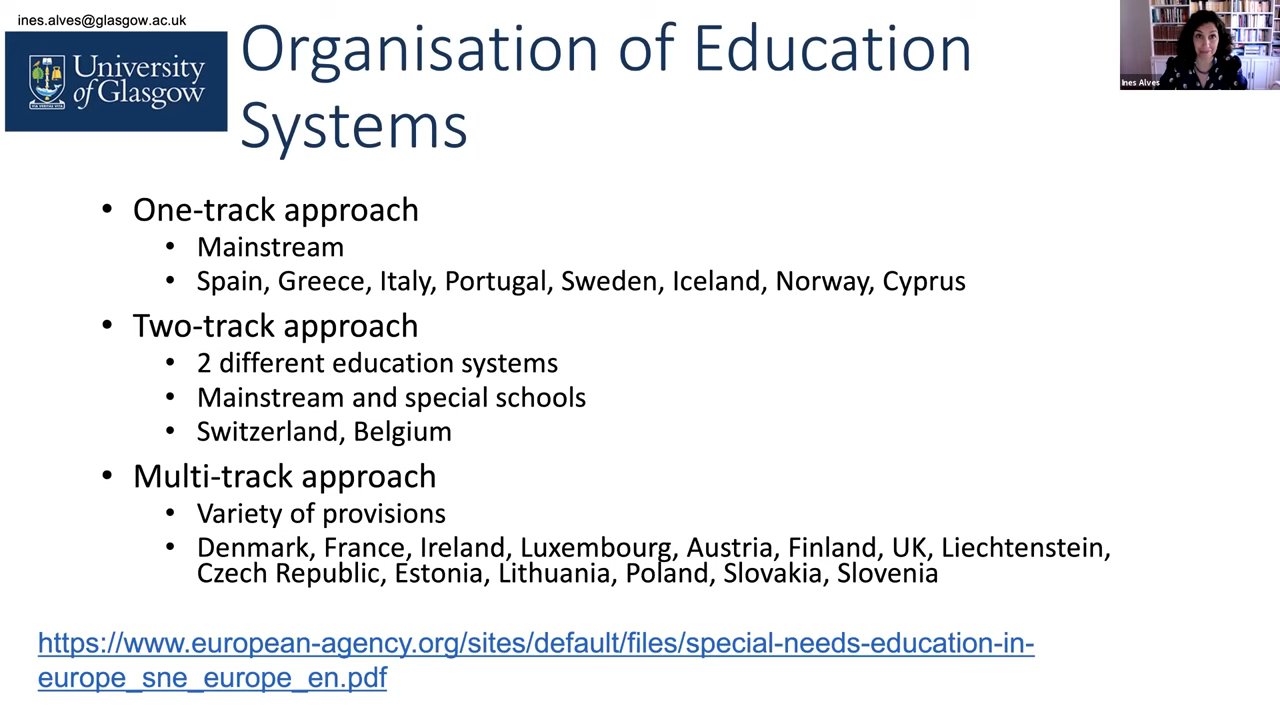 ines.alves@glasgow.ac.uk
University
of Glasgow
Organisation of Education
Systems
Ines Alves
• One-track approach
• Mainstream
• Spain, Greece, Italy, Portugal, Sweden, Iceland, Norway, Cyprus
• Two-track approach
• 2 different education systems
• Mainstream and special schools
• Switzerland, Belgium
• Multi-track approach
• Variety of provisions
• Denmark, France, Ireland, Luxembourg, Austria, Finland, UK, Liechtenstein,
Czech Republic, Estonia, Lithuania, Poland, Slovakia, Slovenia
https://www.european-agency.org/sites/default/files/special-needs-education-in-
europe_sne_europe_en.pdf